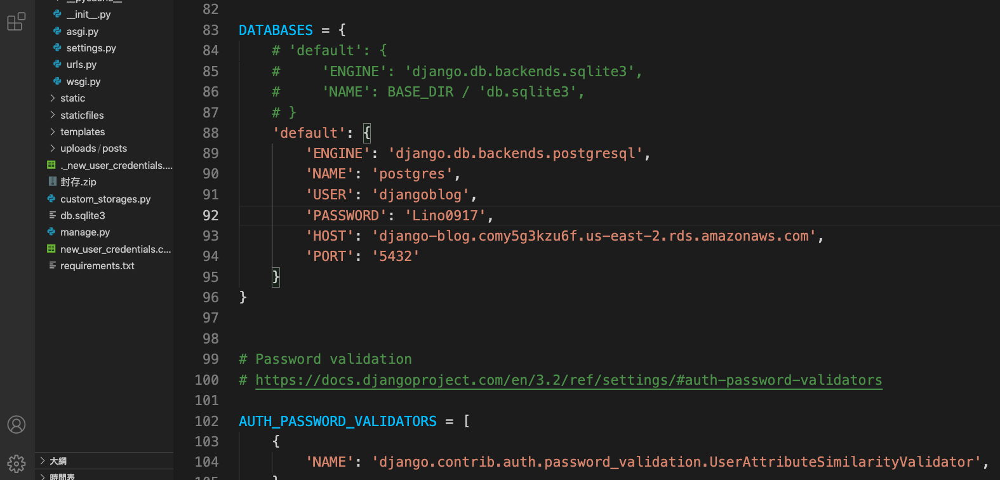 __init__.py
asgi.py
settings.py
urls.py
wsgi.py
static
staticfiles
templates
uploads/posts
._new_user_credentials....
封存.zip
custom_storages.py
db.sqlite3
manage.py
new_user_credentials.c...
requirements.txt
大綱
時間表
82
83 DATABASES = {
84     # 'default': {
85     #     'ENGINE': 'django.db.backends.sqlite3',
86     #     'NAME': BASE_DIR / 'db.sqlite3',
87     # }
88     'default': {
89         'ENGINE': 'django.db.backends.postgresql',
90         'NAME': 'postgres',
91         'USER': 'djangoblog',
92         'PASSWORD': 'Lino0917',
93         'HOST': 'django-blog.comy5g3kzu6f.us-east-2.rds.amazonaws.com',
94         'PORT': '5432'
95     }
96 }
97
98
99 # Password validation
100 # https://docs.djangoproject.com/en/3.2/ref/settings/#auth-password-validators
101
102 AUTH_PASSWORD_VALIDATORS = [
103     {
104         'NAME': 'django.contrib.auth.password_validation.UserAttributeSimilarityValidator',